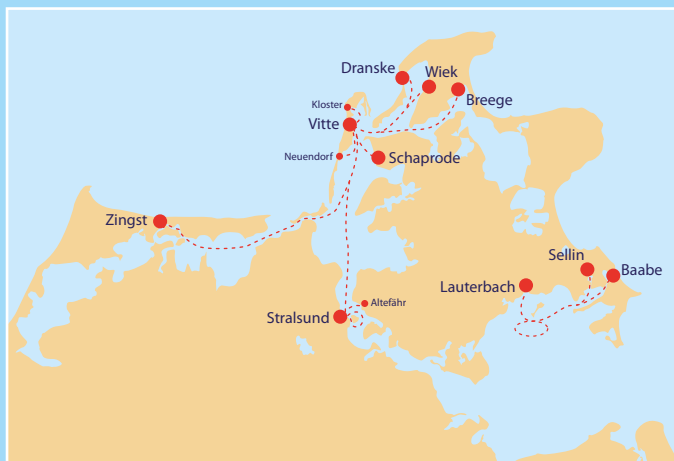 Dranske
Wiek
Breege
Kloster
Vitte
Neuendorf
Schaprode
Zingst
Sellin
Baabe
Lauterbach
Altefähr
Stralsund